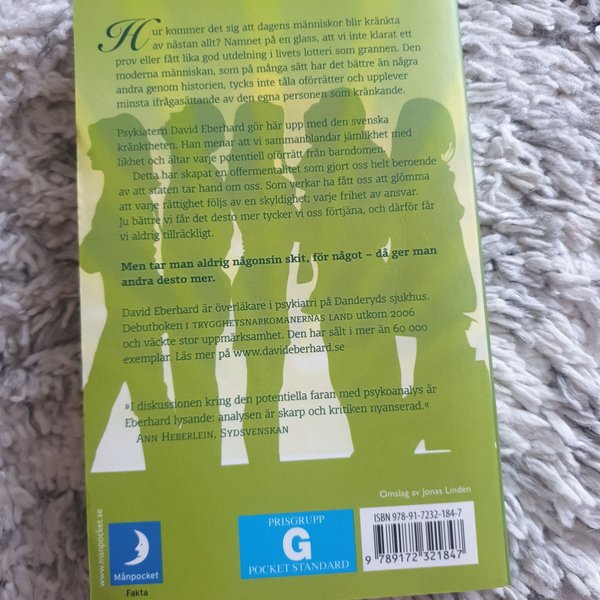 Hur kommer det sig att dagens människor blir kränkta
av nästan allt? Namnet på en glass, att vi inte klarat ett
prov eller fått lika god utdelning i livets lotteri som grannen. Den
moderna människan, som på många sätt har det bättre än några
andra genom historien, tycks inte tåla oförrätter och upplever
minsta ifrågasättande av den egna personen som kränkande.
Psykiatern David Eberhard gör här upp med den svenska
kränktheten. Han menar att vi sammanblandar jämlikhet med
likhet och ältar varje potentiell oförrätt från barndomen.
Detta har skapat en offermentalitet som gjort oss helt beroende
av att staten tar hand om oss. Som verkar ha fått oss att glömma
att varje rättighet följs av en skyldighet; varje frihet av ansvar.
Ju bättre vi får det desto mer tycker vi oss förtjäna, och därför får
vi aldrig tillräckligt.
Men tar man aldrig någonsin skit, för något – då ger man
andra desto mer.
David Eberhard är överläkare i psykiatri på Danderyds sjukhus.
Debutboken I TRYGGHETSNARKOMANERNAS LAND utkom 2006
och väckte stor uppmärksamhet. Den har sålt i mer än 60 000
exemplar. Läs mer på www.davideberhard.se
»I diskussionen kring den potentiella faran med psykoanalys är
Eberhard lysande: analysen är skarp och kritiken nyanserad.«
ANN HEBERLEIN, SYDSVENSKAN
Omslag av Jonas Lindén
www.manpocket.se
Månpocket
Fakta
PRISGRUPP
G
POCKET STANDARD
ISBN 978-91-7232-184-7
9 789172 321847